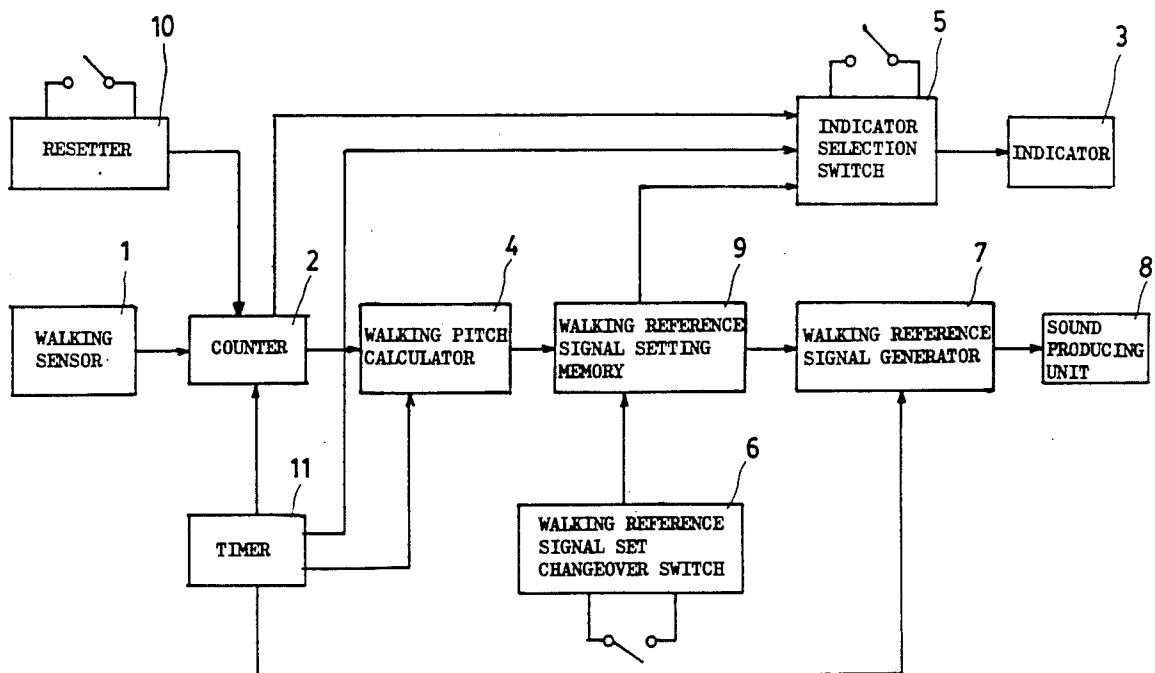 10
RESETTER
5
INDICATOR
SELECTION
SWITCH
3
INDICATOR
1
WALKING
SENSOR
2
COUNTER
4
WALKING PITCH
CALCULATOR
9
WALKING REFERENCE
SIGNAL SETTING
MEMORY
7
WALKING REFERENCE
SIGNAL GENERATOR
8
SOUND
PRODUCING
UNIT
11
TIMER
6
WALKING REFERENCE
SIGNAL SET
CHANGEOVER SWITCH